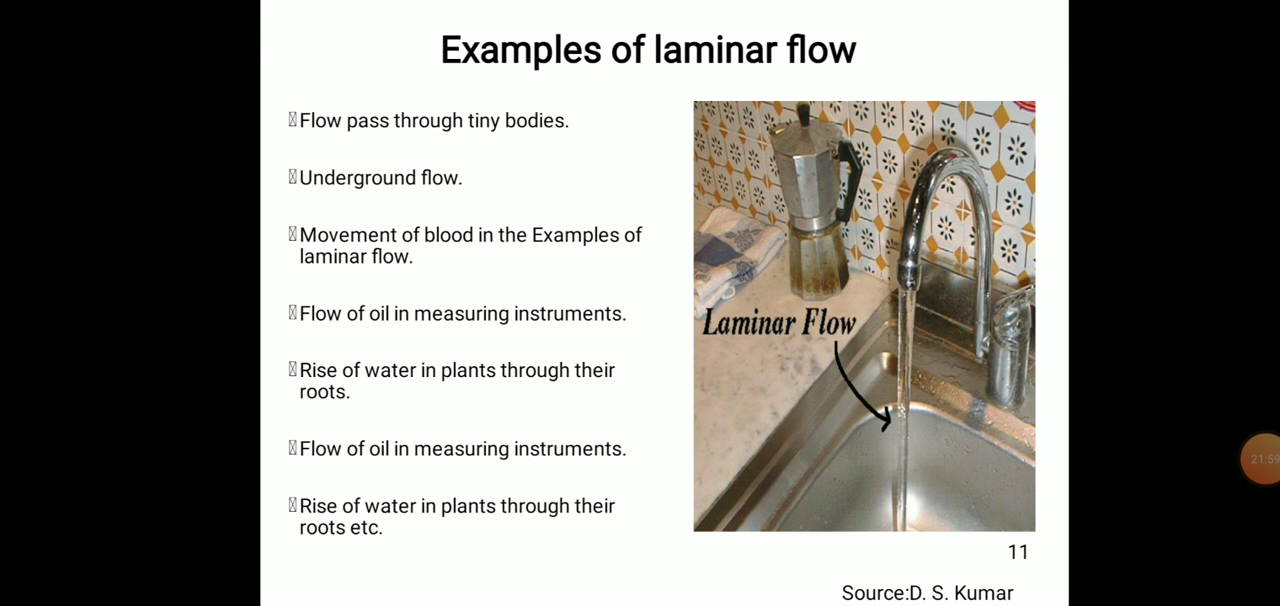 Examples of laminar flow
Flow pass through tiny bodies.
Underground flow.
Movement of blood in the Examples of
laminar flow.
Flow of oil in measuring instruments.
Rise of water in plants through their
roots.
Flow of oil in measuring instruments.
Rise of water in plants through their
roots etc.
Laminar Flow
11
Source:D. S. Kumar
21:59